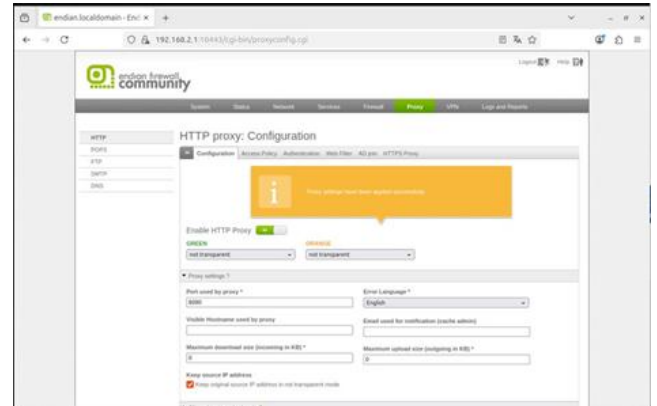 endian.localdomain - End
192.168.2.1:10443/cgi-bin/proxyconfig.cgi
Logout Help
endian firewall
community
System Status Network Services Firewall Proxy VPN Logs and Reports
HTTP
POP3
FTP
SMTP
DNS
HTTP proxy: Configuration
Configuration Access Policy Authentication Web Filter AD join HTTPS Proxy
Proxy settings have been applied successfully.
Enable HTTP Proxy
GREEN ORANGE
not transparent not transparent
Proxy settings ?
Port used by proxy * Error Language *
8080 English
Visible Hostname used by proxy Email used for notification (cache admin)
Maximum download size (incoming in KB) * Maximum upload size (outgoing in KB) *
0 0
Keep source IP address
Keep original source IP address in not transparent mode